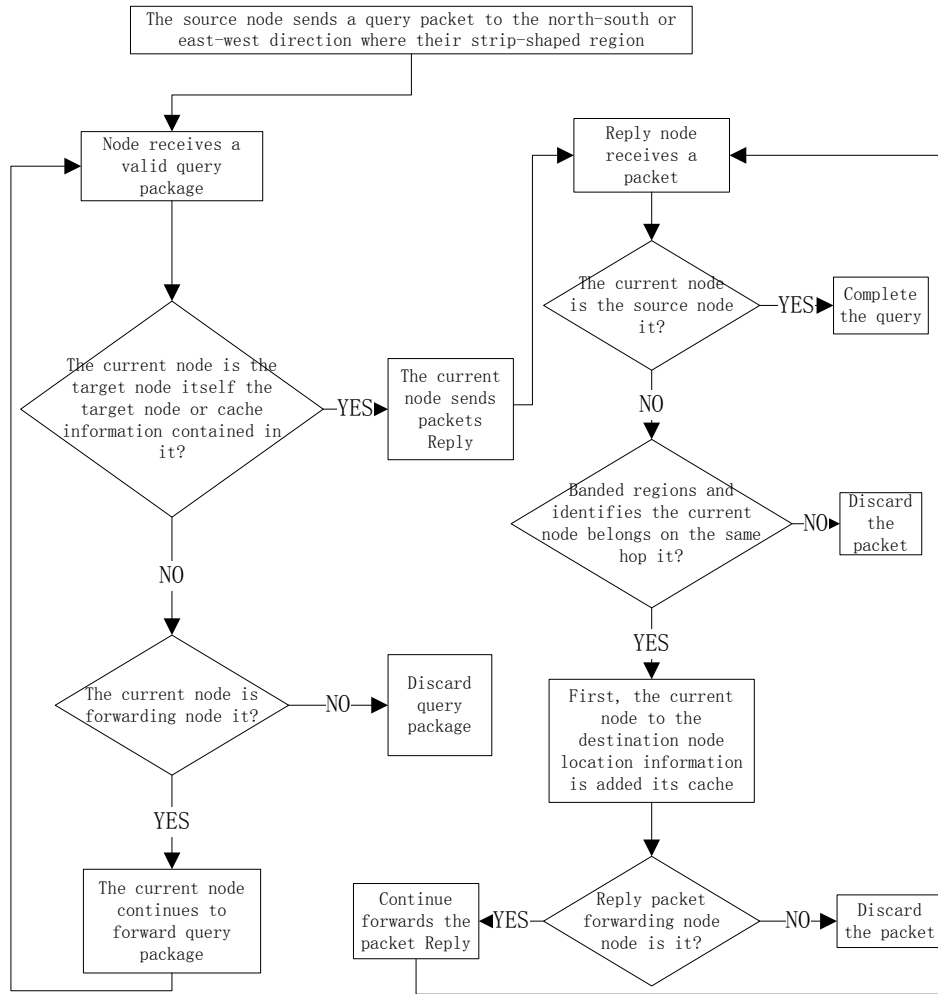 The source node sends a query packet to the north-south or
east-west direction where their strip-shaped region
Node receives a
valid query
package
The current node is the
target node itself the
target node or cache
information contained in
it?
YES
The current
node sends
packets
Reply
NO
The current node is
forwarding node it?
NO
Discard
query
package
YES
The current node
continues to
forward query
package
Reply node
receives a
packet
The current node
is the source node
it?
YES
Complete
the query
NO
Banded regions and
identifies the current
node belongs on the same
hop it?
NO
Discard
the
packet
YES
First, the current
node to the
destination node
location information
is added its cache
Reply packet
forwarding node
node is it?
YES
Continue
forwards the
packet Reply
NO
Discard
the packet